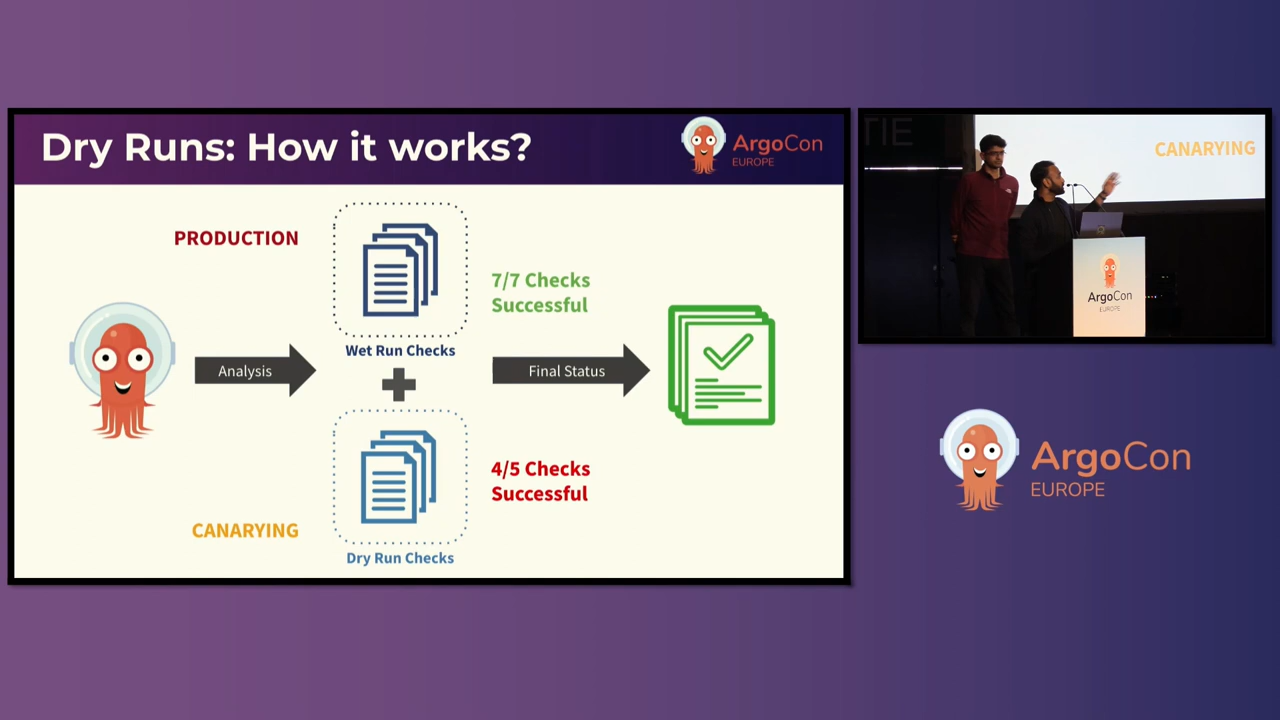 Dry Runs: How it works?
ArgoCon
EUROPE
PRODUCTION
7/7 Checks
Successful
Wet Run Checks
Analysis
Final Status
4/5 Checks
Successful
CANARYING
Dry Run Checks
TIE
CANARYING
ArgoCon
EUROPE
ArgoCon
EUROPE